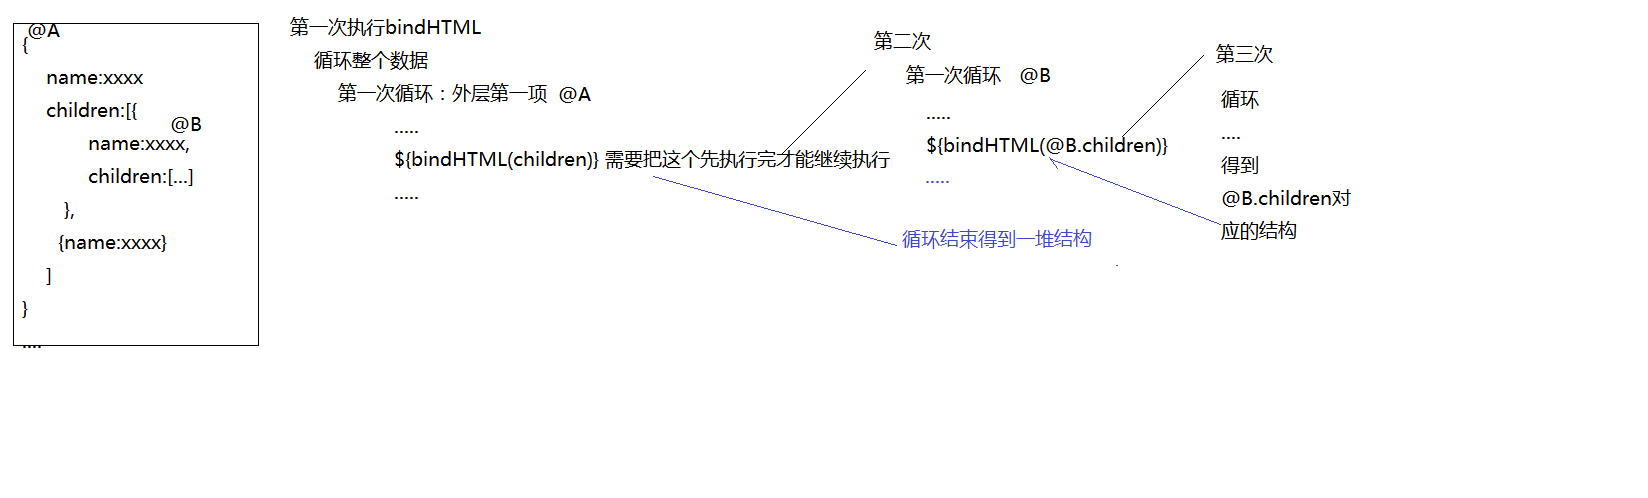 @A
{
name:xxxx
children:[{
@B
name:xxxx,
children:[...]
},
{name:xxxx}
]
}
....
第一次执行bindHTML
循环整个数据
第一次循环：外层第一项 @A
.....
${bindHTML(children)} 需要把这个先执行完才能继续执行
.....
第二次
第一次循环 @B
.....
${bindHTML(@B.children)}
.....
循环结束得到一堆结构
第三次
循环
....
得到
@B.children对
应的结构